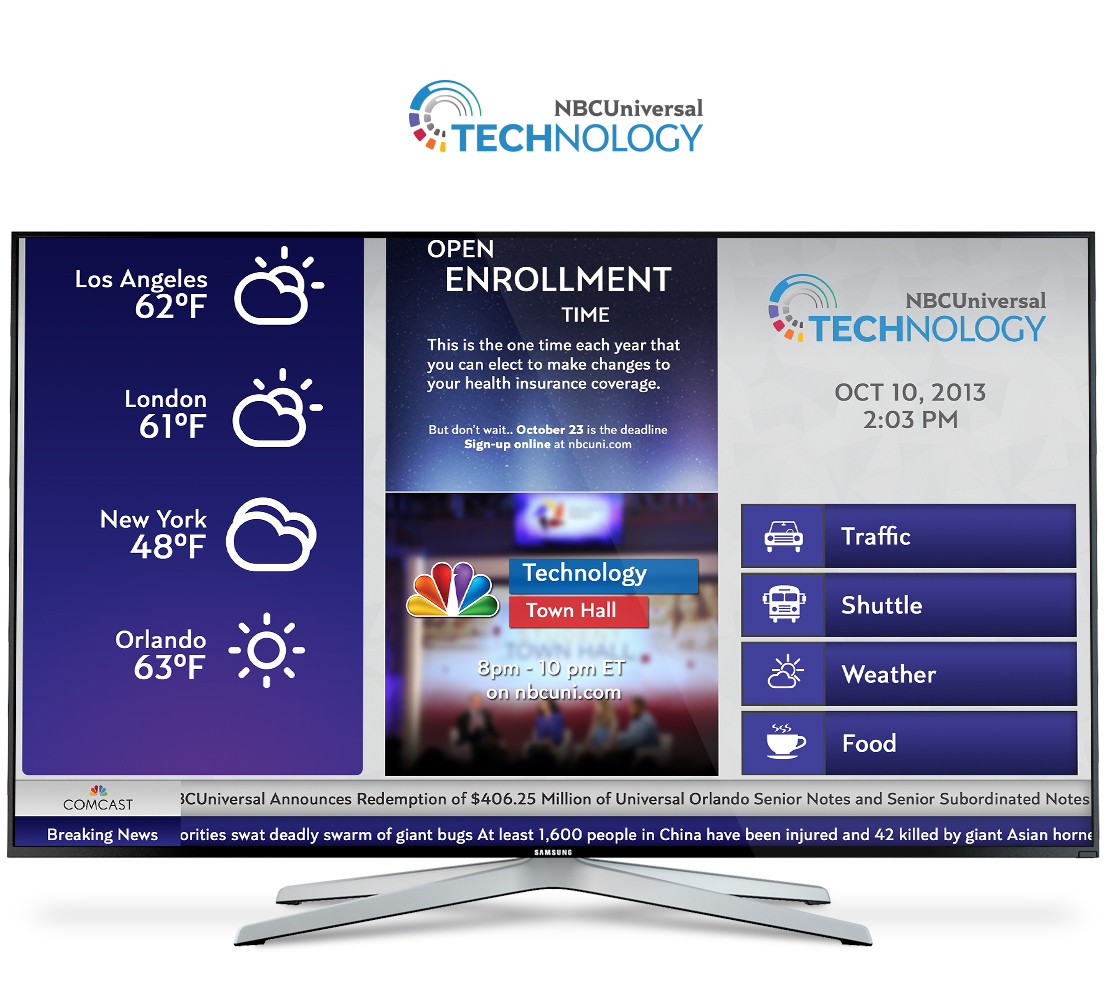 NBCUniversal
TECHNOLOGY
Los Angeles
62ºF
London
61ºF
New York
48ºF
Orlando
63ºF
OPEN
ENROLLMENT
TIME
This is the one time each year that
you can elect to make changes to
your health insurance coverage.
But don't wait.. October 23 is the deadline
Sign-up online at nbcuni.com
Technology
Town Hall
TOWN HALL
8pm - 10 pm ET
on nbcuni.com
NBCUniversal
TECHNOLOGY
OCT 10, 2013
2:03 PM
Traffic
Shuttle
Weather
Food
COMCAST
BCUniversal Announces Redemption of $406.25 Million of Universal Orlando Senior Notes and Senior Subordinated Notes
Breaking News
orities swat deadly swarm of giant bugs At least 1,600 people in China have been injured and 42 killed by giant Asian horne
SAMSUNG